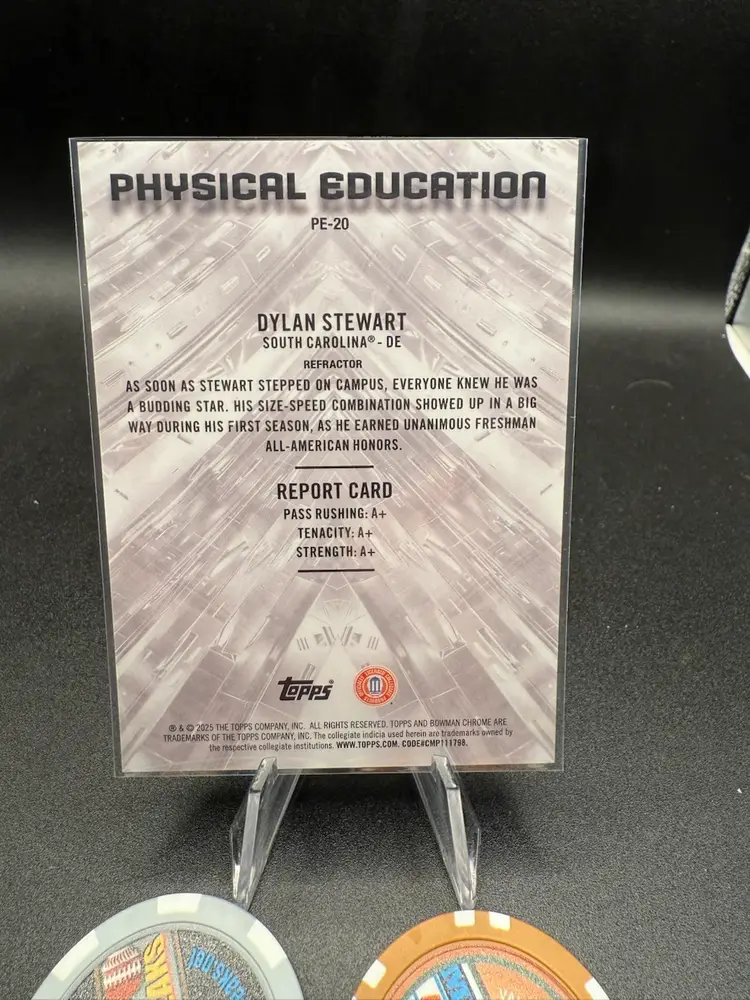 PHYSICAL EDUCATION
PE-20
DYLAN STEWART
SOUTH CAROLINA® - DE
REFRACTOR
AS SOON AS STEWART STEPPED ON CAMPUS, EVERYONE KNEW HE WAS
A BUDDING STAR. HIS SIZE-SPEED COMBINATION SHOWED UP IN A BIG
WAY DURING HIS FIRST SEASON, AS HE EARNED UNANIMOUS FRESHMAN
ALL-AMERICAN HONORS.
REPORT CARD
PASS RUSHING: A+
TENACITY: A+
STRENGTH: A+
Topps®
® & © 2025 THE TOPPS COMPANY, INC. ALL RIGHTS RESERVED. TOPPS AND BOWMAN CHROME ARE
TRADEMARKS OF THE TOPPS COMPANY, INC. The collegiate indicia used herein are trademarks owned by
the respective collegiate institutions. WWW.TOPPS.COM. CODE#CMP111798.